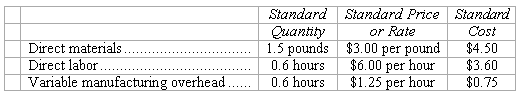 Standard Standard Price Standard
Quantity or Rate Cost
Direct materials 1.5 pounds $3.00 per pound $4.50
Direct labor 0.6 hours $6.00 per hour $3.60
Variable manufacturing overhead 0.6 hours $1.25 per hour $0.75